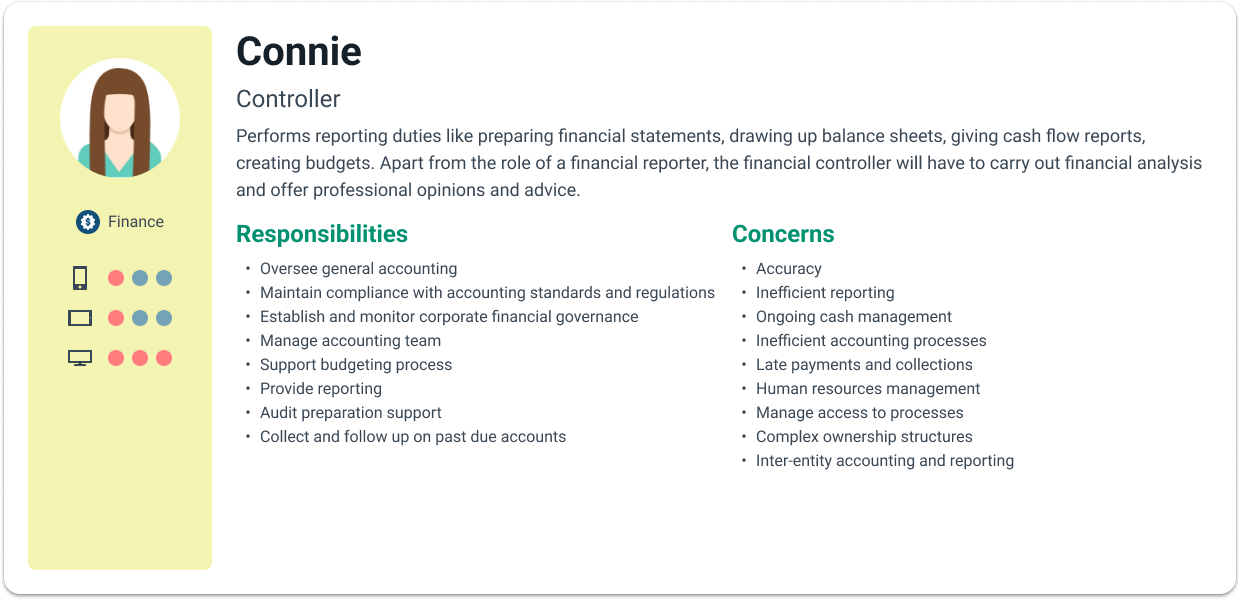 Connie
Controller
Performs reporting duties like preparing financial statements, drawing up balance sheets, giving cash flow reports,
creating budgets. Apart from the role of a financial reporter, the financial controller will have to carry out financial analysis
and offer professional opinions and advice.
$ Finance
Responsibilities
• Oversee general accounting
• Maintain compliance with accounting standards and regulations
• Establish and monitor corporate financial governance
• Manage accounting team
• Support budgeting process
• Provide reporting
• Audit preparation support
• Collect and follow up on past due accounts
Concerns
• Accuracy
• Inefficient reporting
• Ongoing cash management
• Inefficient accounting processes
• Late payments and collections
• Human resources management
• Manage access to processes
• Complex ownership structures
• Inter-entity accounting and reporting